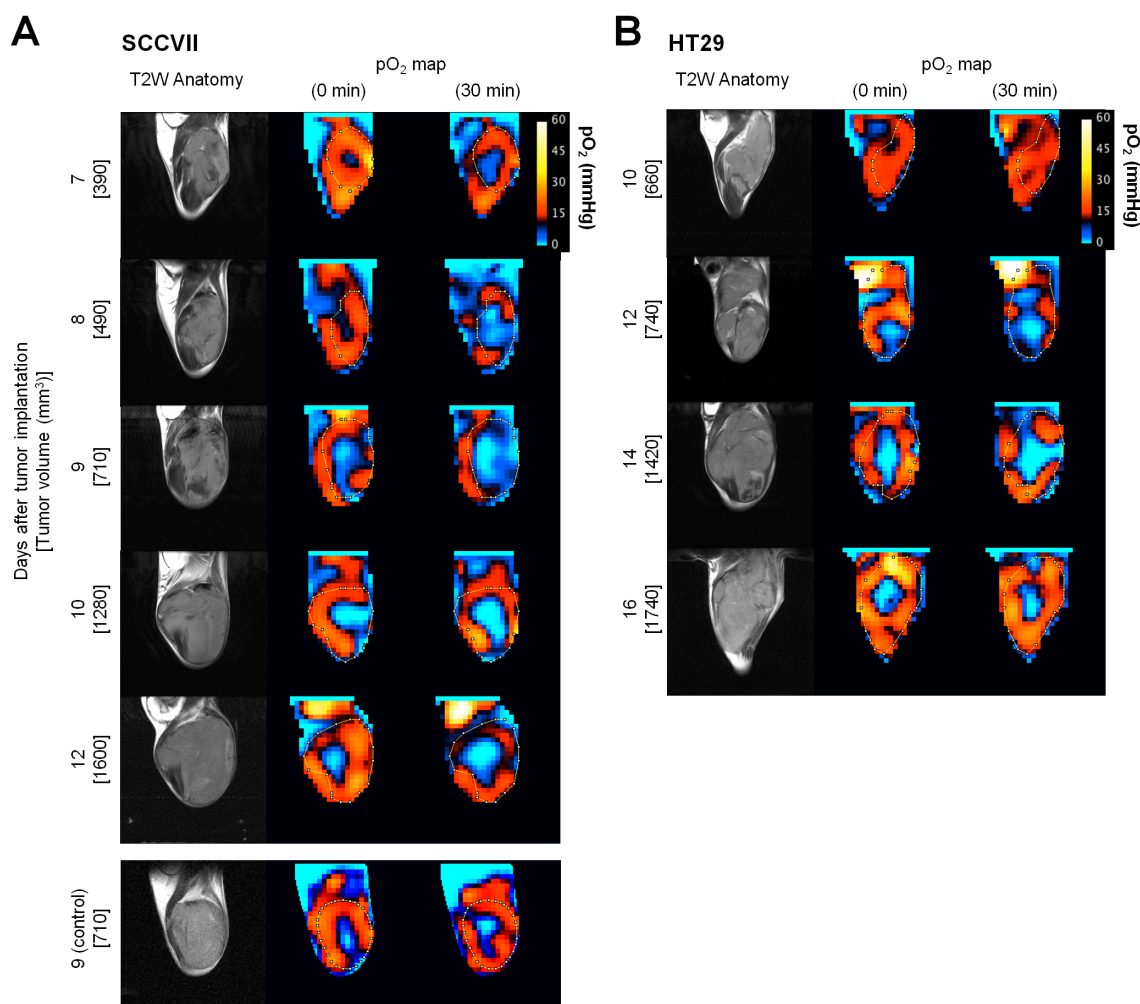 A
SCCVII
T2W Anatomy
pO2 map
(0 min)
(30 min)
60
45
30
15
0
pO2 (mmHg)
Days after tumor implantation
[Tumor volume (mm3)]
7
[390]
8
[490]
9
[710]
10
[1280]
12
[1600]
9 (control)
[710]
B
HT29
T2W Anatomy
pO2 map
(0 min)
(30 min)
60
45
30
15
0
pO2 (mmHg)
10
[660]
12
[740]
14
[1420]
16
[1740]